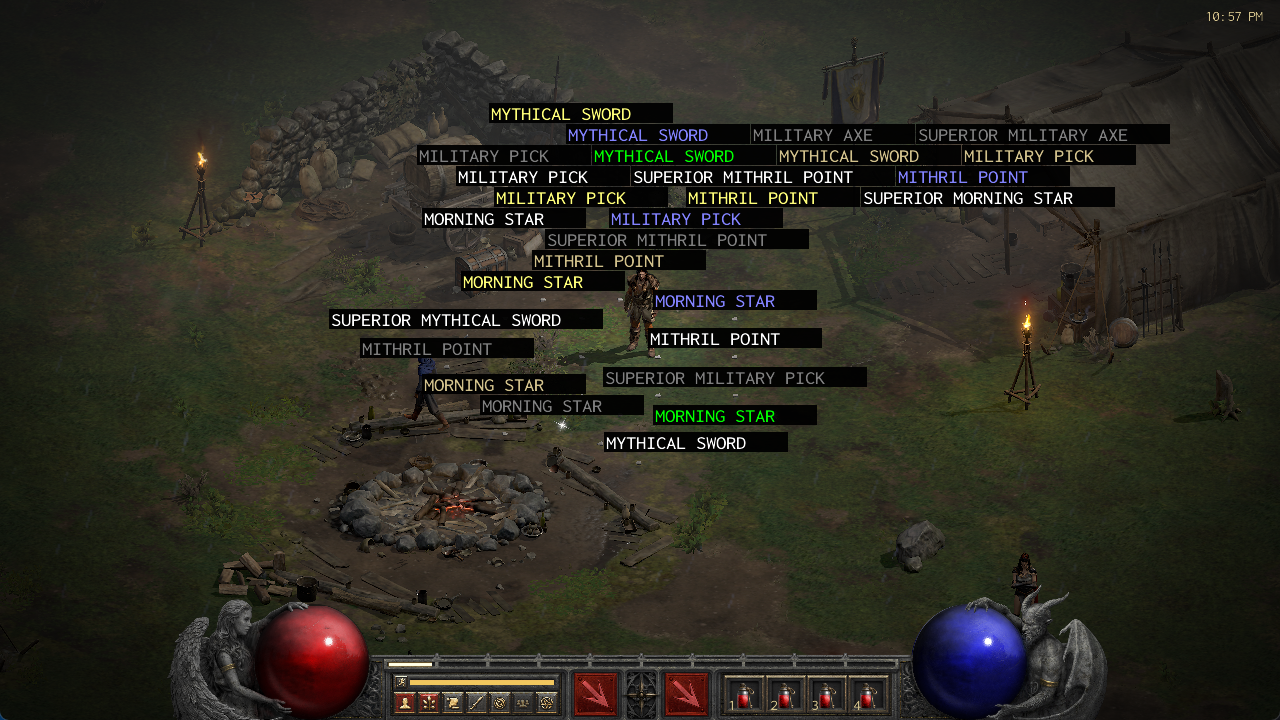 10:57 PM
MYTHICAL SWORD
MYTHICAL SWORD MILITARY AXE SUPERIOR MILITARY AXE
MILITARY PICK MYTHICAL SWORD MYTHICAL SWORD MILITARY PICK
MILITARY PICK SUPERIOR MITHRIL POINT MITHRIL POINT
MILITARY PICK MITHRIL POINT SUPERIOR MORNING STAR
MORNING STAR MILITARY PICK
SUPERIOR MITHRIL POINT
MITHRIL POINT
MORNING STAR
MORNING STAR
SUPERIOR MYTHICAL SWORD
MITHRIL POINT
MITHRIL POINT
SUPERIOR MILITARY PICK
MORNING STAR
MORNING STAR
MORNING STAR
MYTHICAL SWORD
1 2 3 4